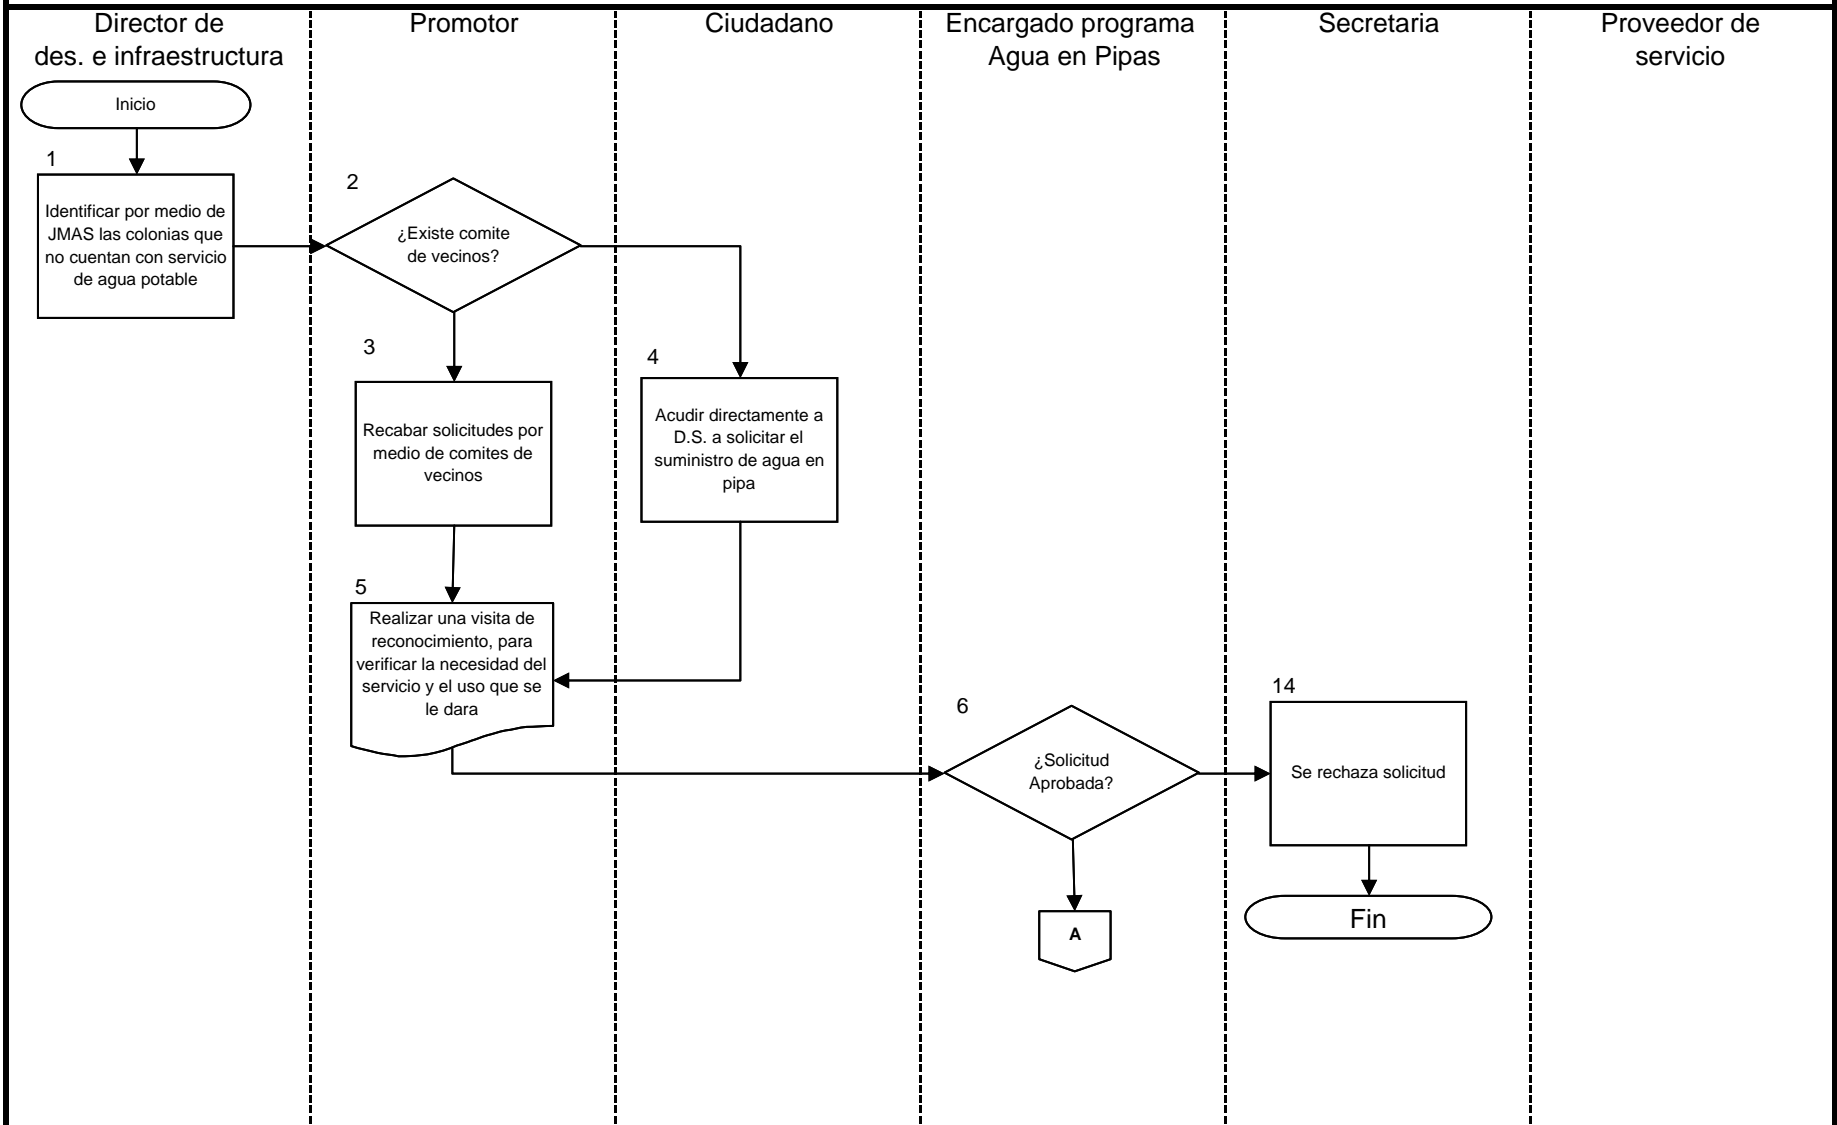 Director de
des. e infraestructura
Promotor
Ciudadano
Encargado programa
Agua en Pipas
Secretaria
Proveedor de
servicio
Inicio
1
Identificar por medio de
JMAS las colonias que
no cuentan con servicio
de agua potable
2
¿Existe comite
de vecinos?
3
Recabar solicitudes por
medio de comites de
vecinos
4
Acudir directamente a
D.S. a solicitar el
suministro de agua en
pipa
5
Realizar una visita de
reconocimiento, para
verificar la necesidad del
servicio y el uso que se
le dara
6
¿Solicitud
Aprobada?
14
Se rechaza solicitud
A
Fin